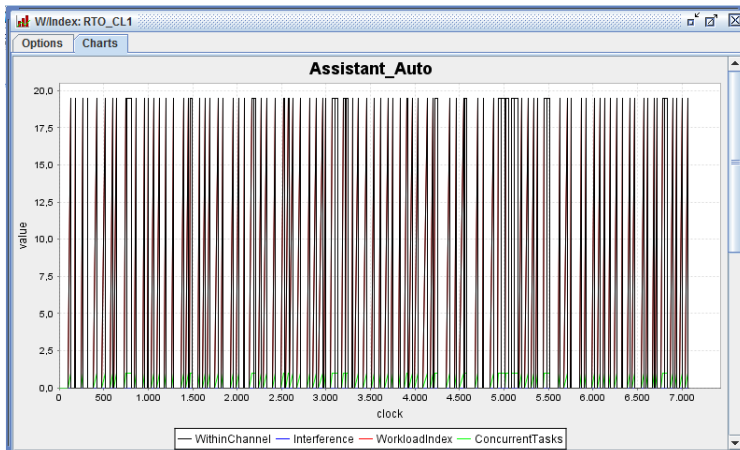 W/Index: RTO_CL1
Options Charts
Assistant_Auto
20,0
17,5
15,0
12,5
10,0
7,5
5,0
2,5
0,0
value
0 500 1.000 1.500 2.000 2.500 3.000 3.500 4.000 4.500 5.000 5.500 6.000 6.500 7.000
clock
WithinChannel Interference WorkloadIndex ConcurrentTasks